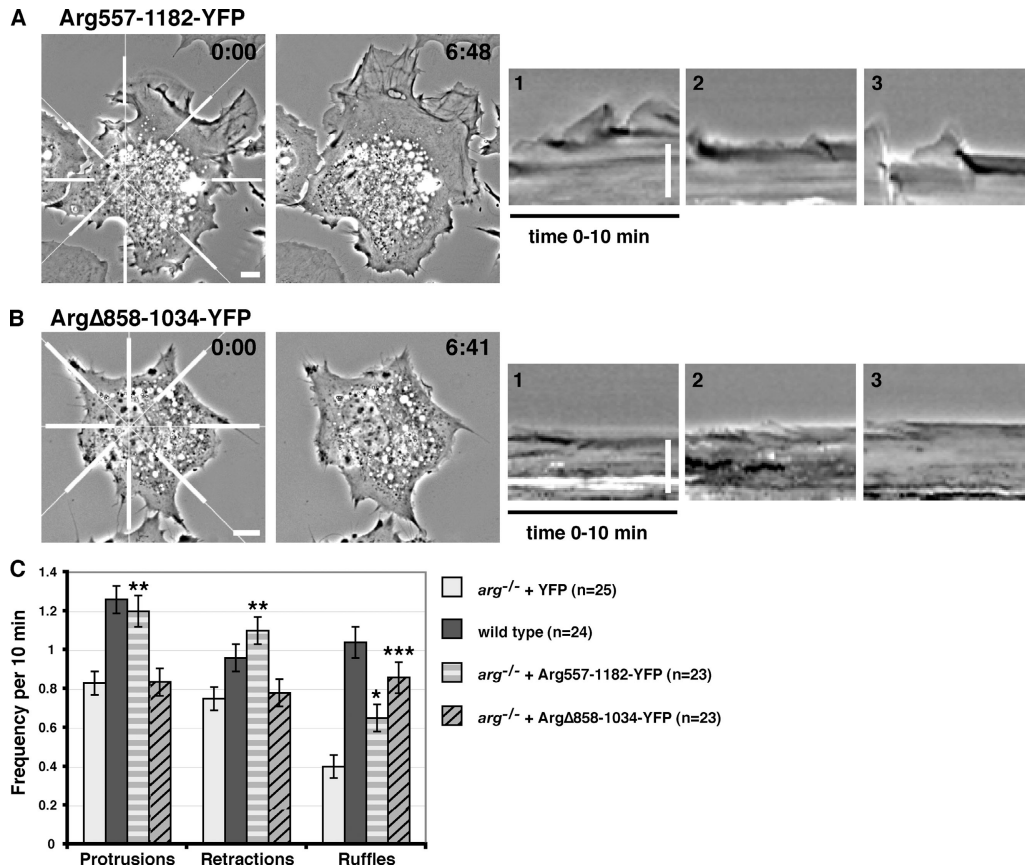 A Arg557-1182-YFP
0:00
6:48
1
2
3
time 0-10 min
B ArgΔ858-1034-YFP
0:00
6:41
1
2
3
time 0-10 min
C
Frequency per 10 min
1.4
1.2
1
0.8
0.6
0.4
0.2
0
**
**
*
***
Protrusions
Retractions
Ruffles
arg-/- + YFP (n=25)
wild type (n=24)
arg-/- + Arg557-1182-YFP (n=23)
arg-/- + ArgΔ858-1034-YFP (n=23)